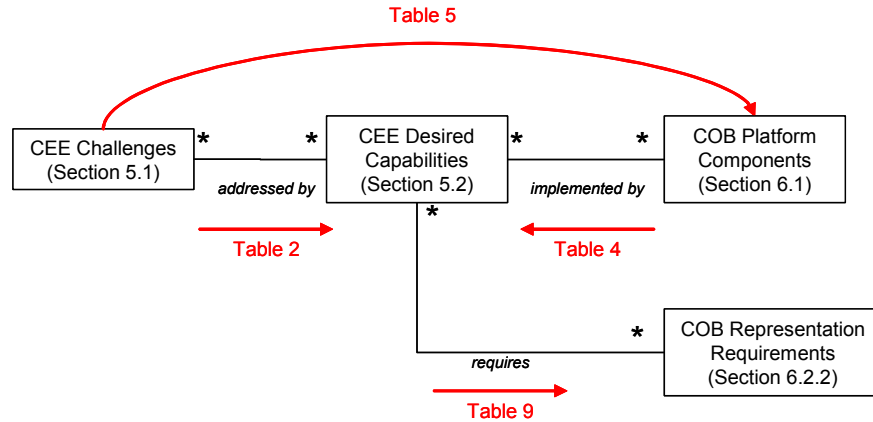 Table 5
CEE Challenges
(Section 5.1)
*
*
CEE Desired
Capabilities
(Section 5.2)
*
*
COB Platform
Components
(Section 6.1)
addressed by
implemented by
*
Table 2
Table 4
*
COB Representation
Requirements
(Section 6.2.2)
requires
Table 9